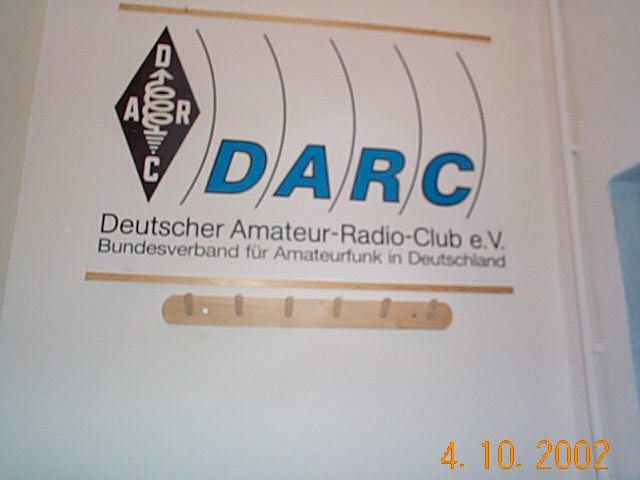 D
A R
C
DARC
Deutscher Amateur-Radio-Club e.V.
Bundesverband für Amateurfunk in Deutschland
4. 10. 2002